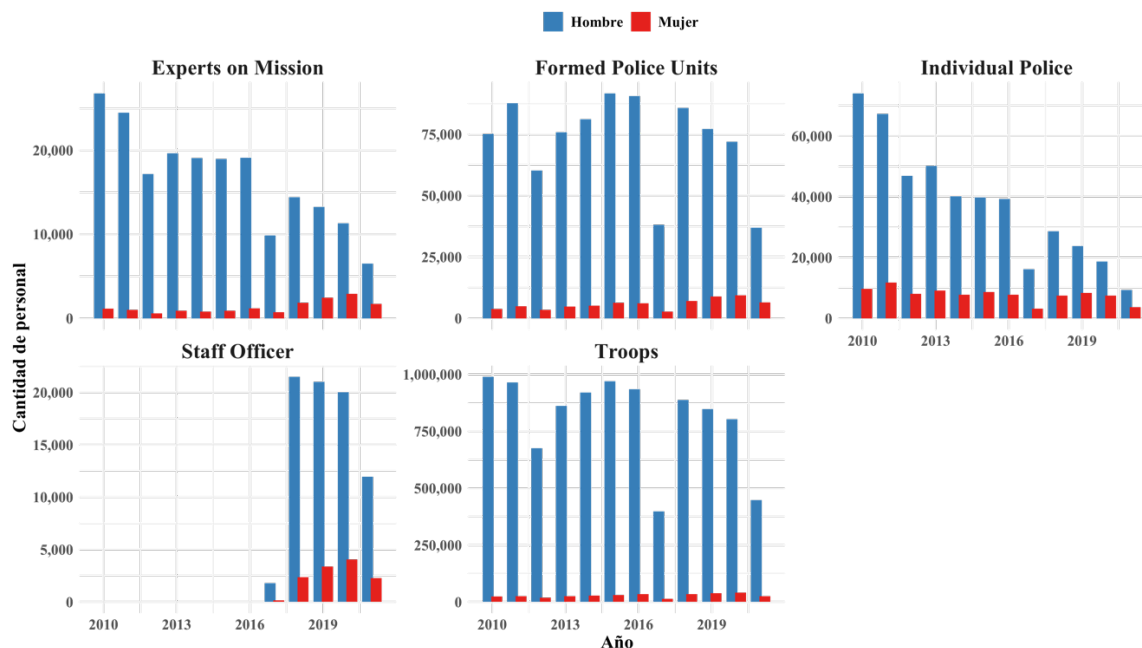 Hombre Mujer
Experts on Mission
Formed Police Units
Individual Police
20,000
10,000
0
75,000
50,000
25,000
0
60,000
40,000
20,000
0
2010 2013 2016 2019
Cantidad de personal
Staff Officer
Troops
20,000
15,000
10,000
5,000
0
2010 2013 2016 2019
1,000,000
750,000
500,000
250,000
0
2010 2013 2016 2019
Año